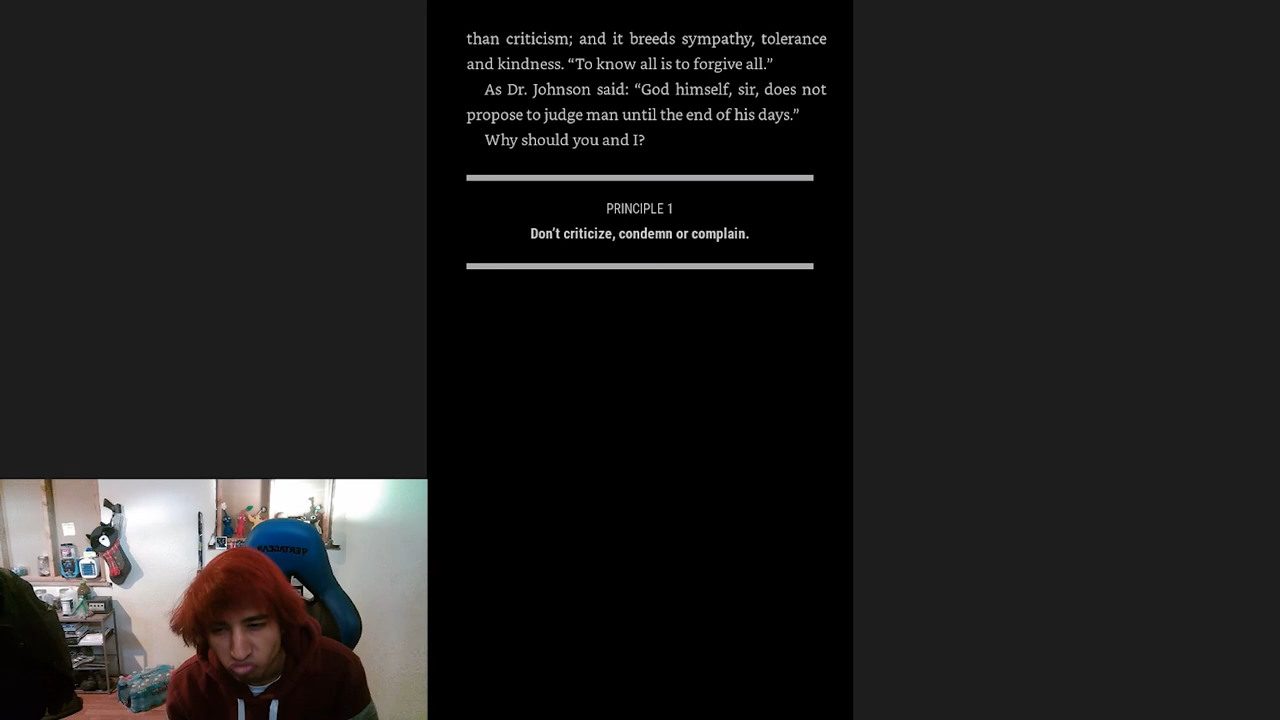 than criticism; and it breeds sympathy, tolerance
and kindness. “To know all is to forgive all.”
As Dr. Johnson said: “God himself, sir, does not
propose to judge man until the end of his days.”
Why should you and I?
PRINCIPLE 1
Don’t criticize, condemn or complain.